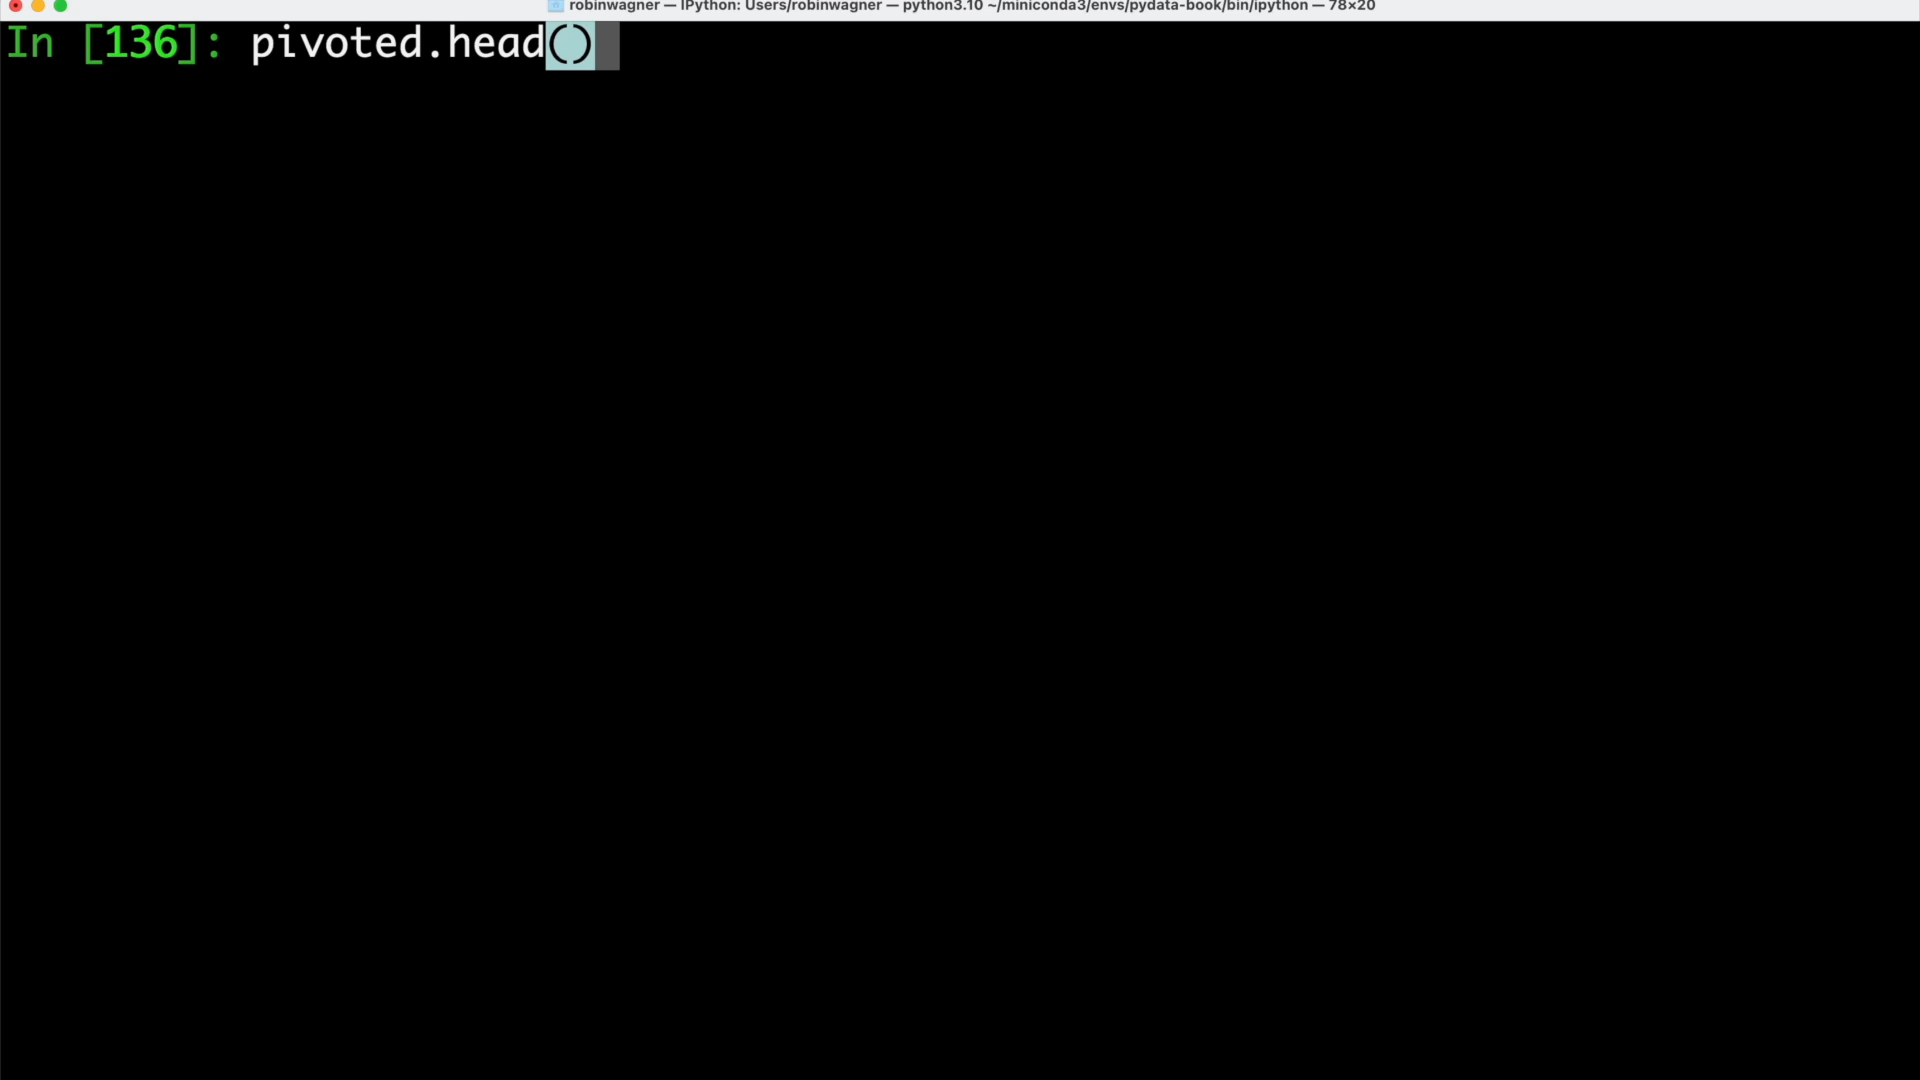 robinwagner — IPython: Users/robinwagner — python3.10 ~/miniconda3/envs/pydata-book/bin/ipython — 78×20
In [136]: pivoted.head()